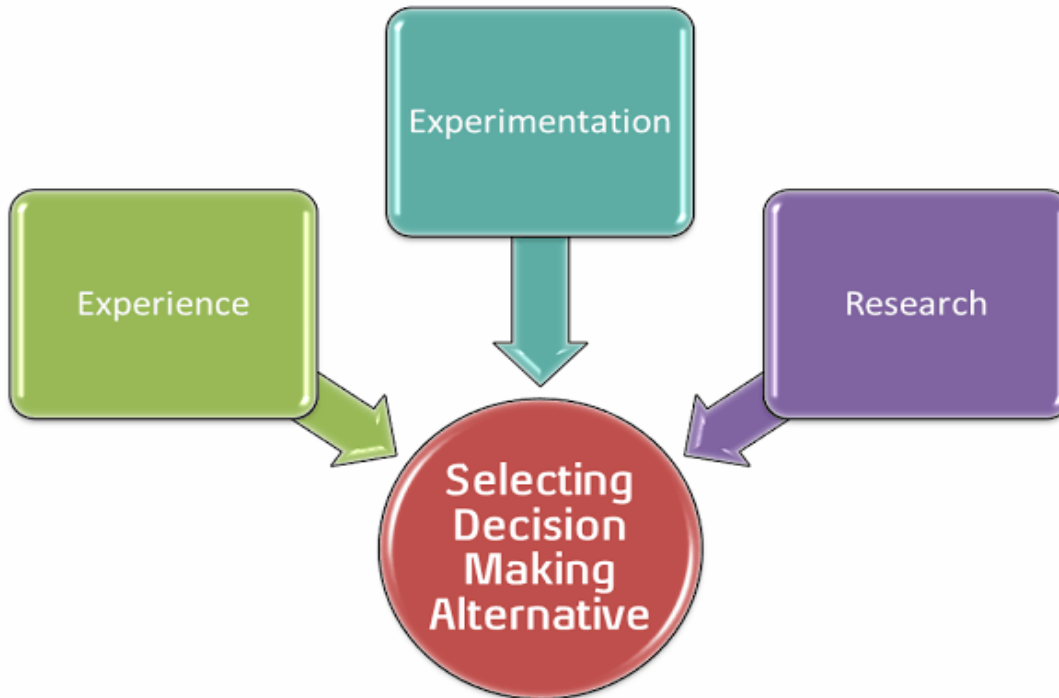 Experimentation
Experience
Research
Selecting
Decision
Making
Alternative